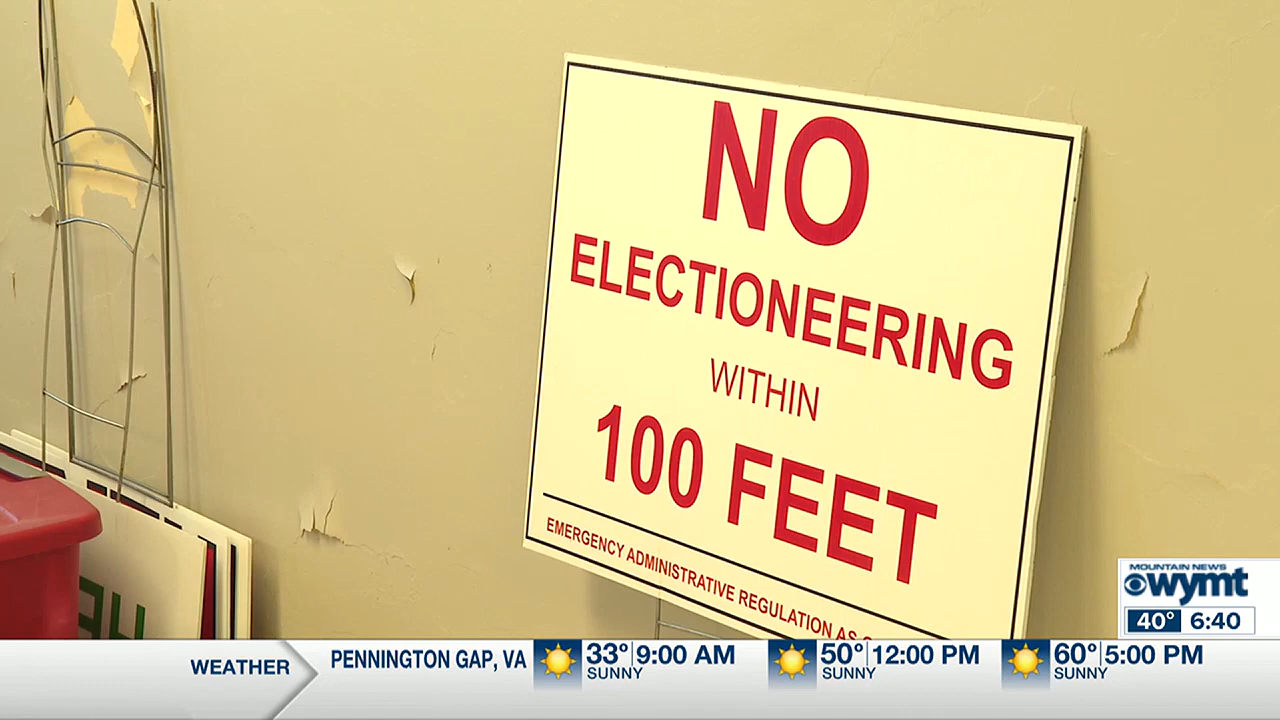 NO
ELECTIONEERING
WITHIN
100 FEET
EMERGENCY ADMINISTRATIVE REGULATION AS
MOUNTAIN NEWS
wymt
40° 6:40
WEATHER
PENNINGTON GAP, VA
33° 9:00 AM
SUNNY
50° 12:00 PM
SUNNY
60° 5:00 PM
SUNNY